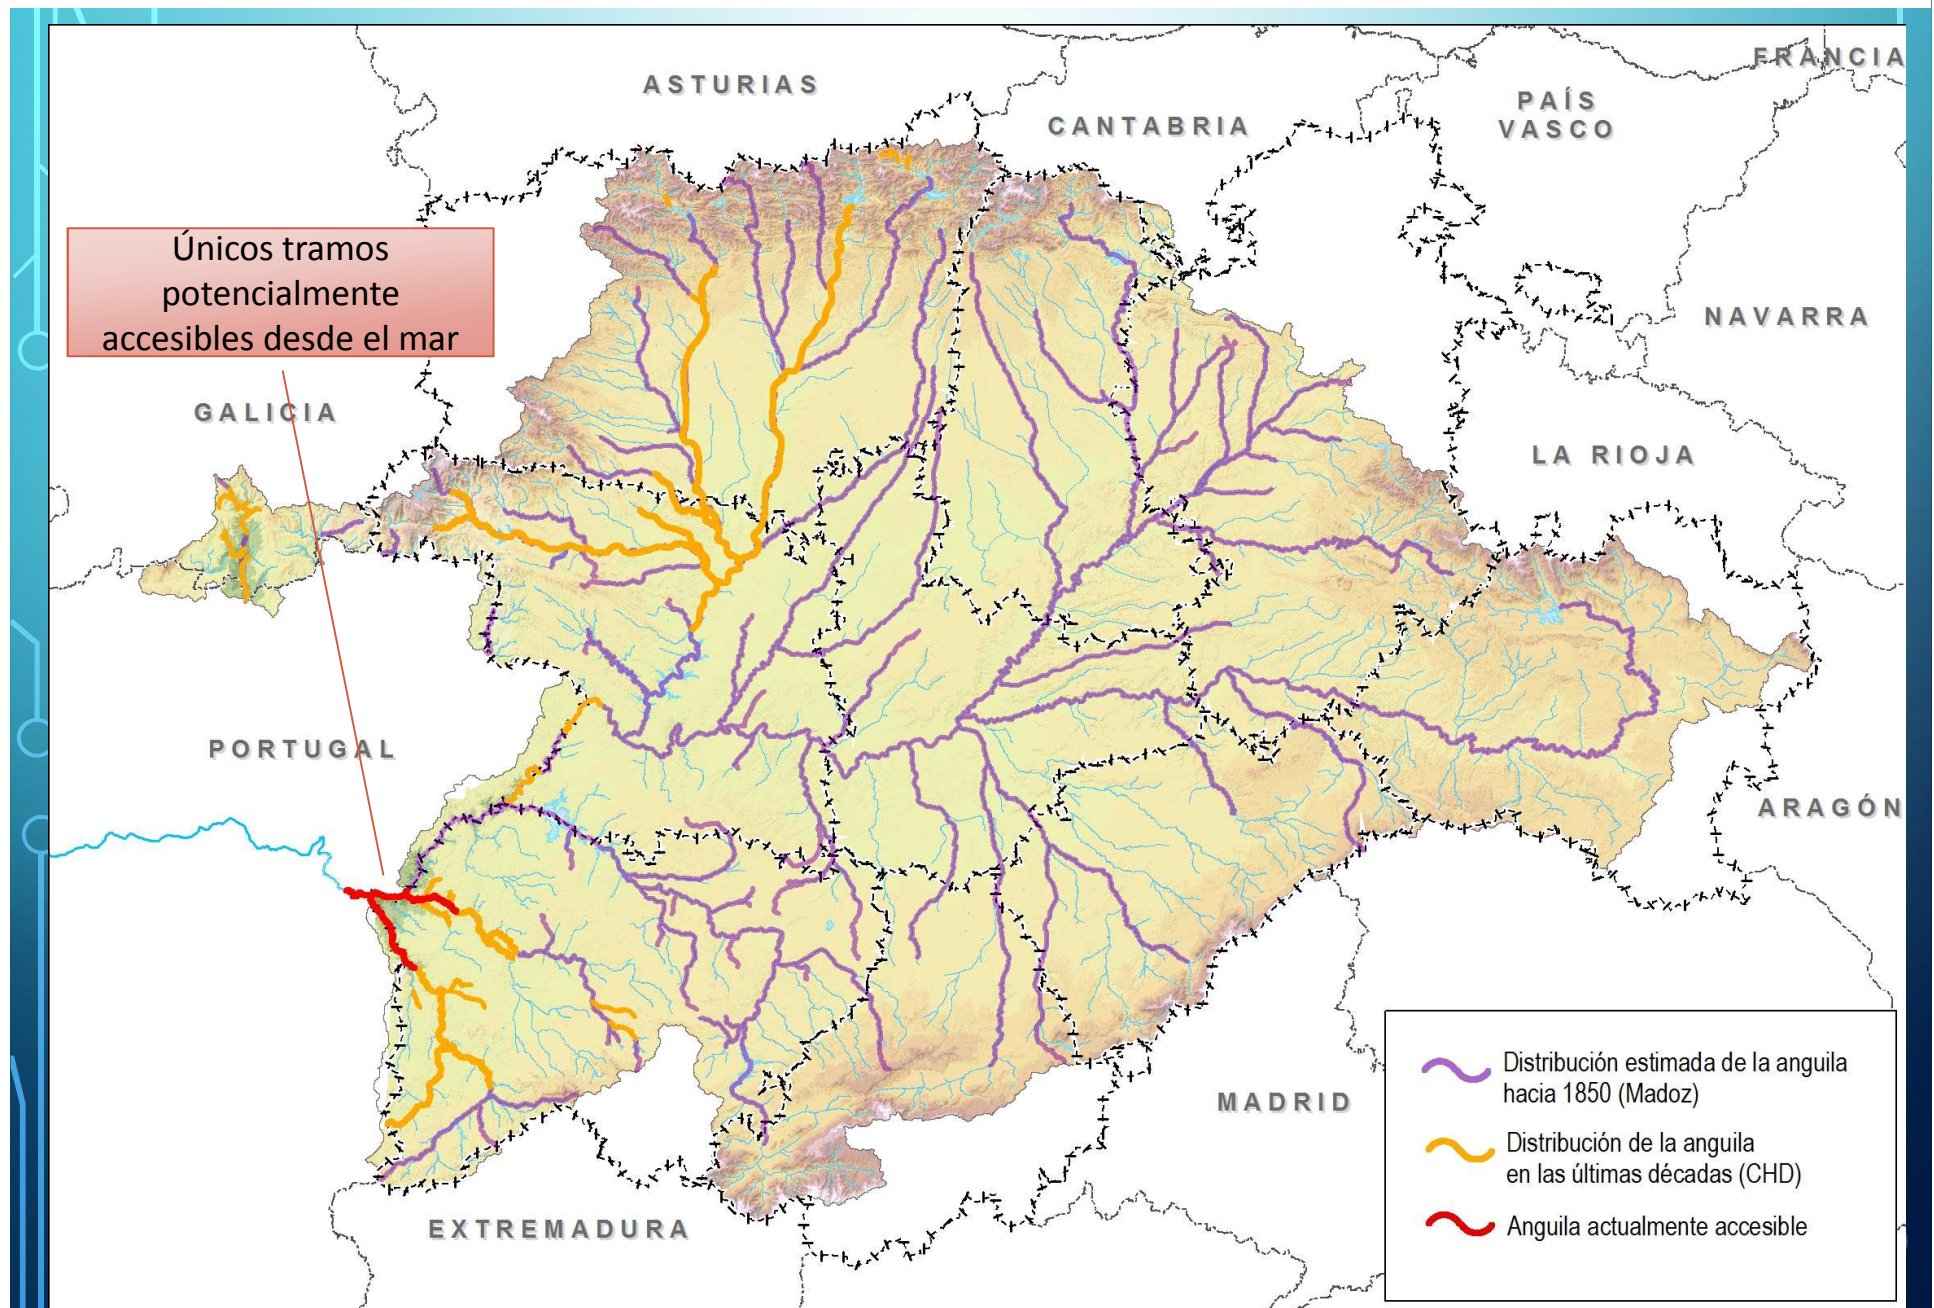 ASTURIAS
FRANCIA
CANTABRIA
PAÍS
VASCO
Únicos tramos
potencialmente
accesibles desde el mar
NAVARRA
GALICIA
LA RIOJA
PORTUGAL
ARAGÓN
MADRID
EXTREMADURA
Distribución estimada de la anguila
hacia 1850 (Madoz)
Distribución de la anguila
en las últimas décadas (CHD)
Anguila actualmente accesible